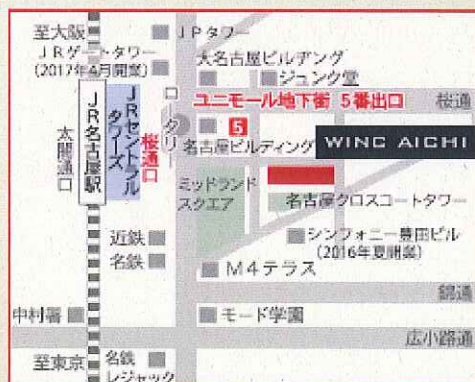 至大阪
JPタワー
JRゲートタワー
(2017年4月開業)
大名古屋ビルヂング
ジュンク堂
ユニモール地下街 5番出口
桜通
ロータリー
JR名古屋駅
JRセントラル
タワーズ
桜通口
太閤通口
5
名古屋ビルディング
WINC AICHI
ミッドランド
スクエア
名古屋クロスコートタワー
近鉄
名鉄
シンフォニー豊田ビル
(2016年夏開業)
M4テラス
錦通
中村署
モード学園
広小路通
至東京
名鉄
レジャック